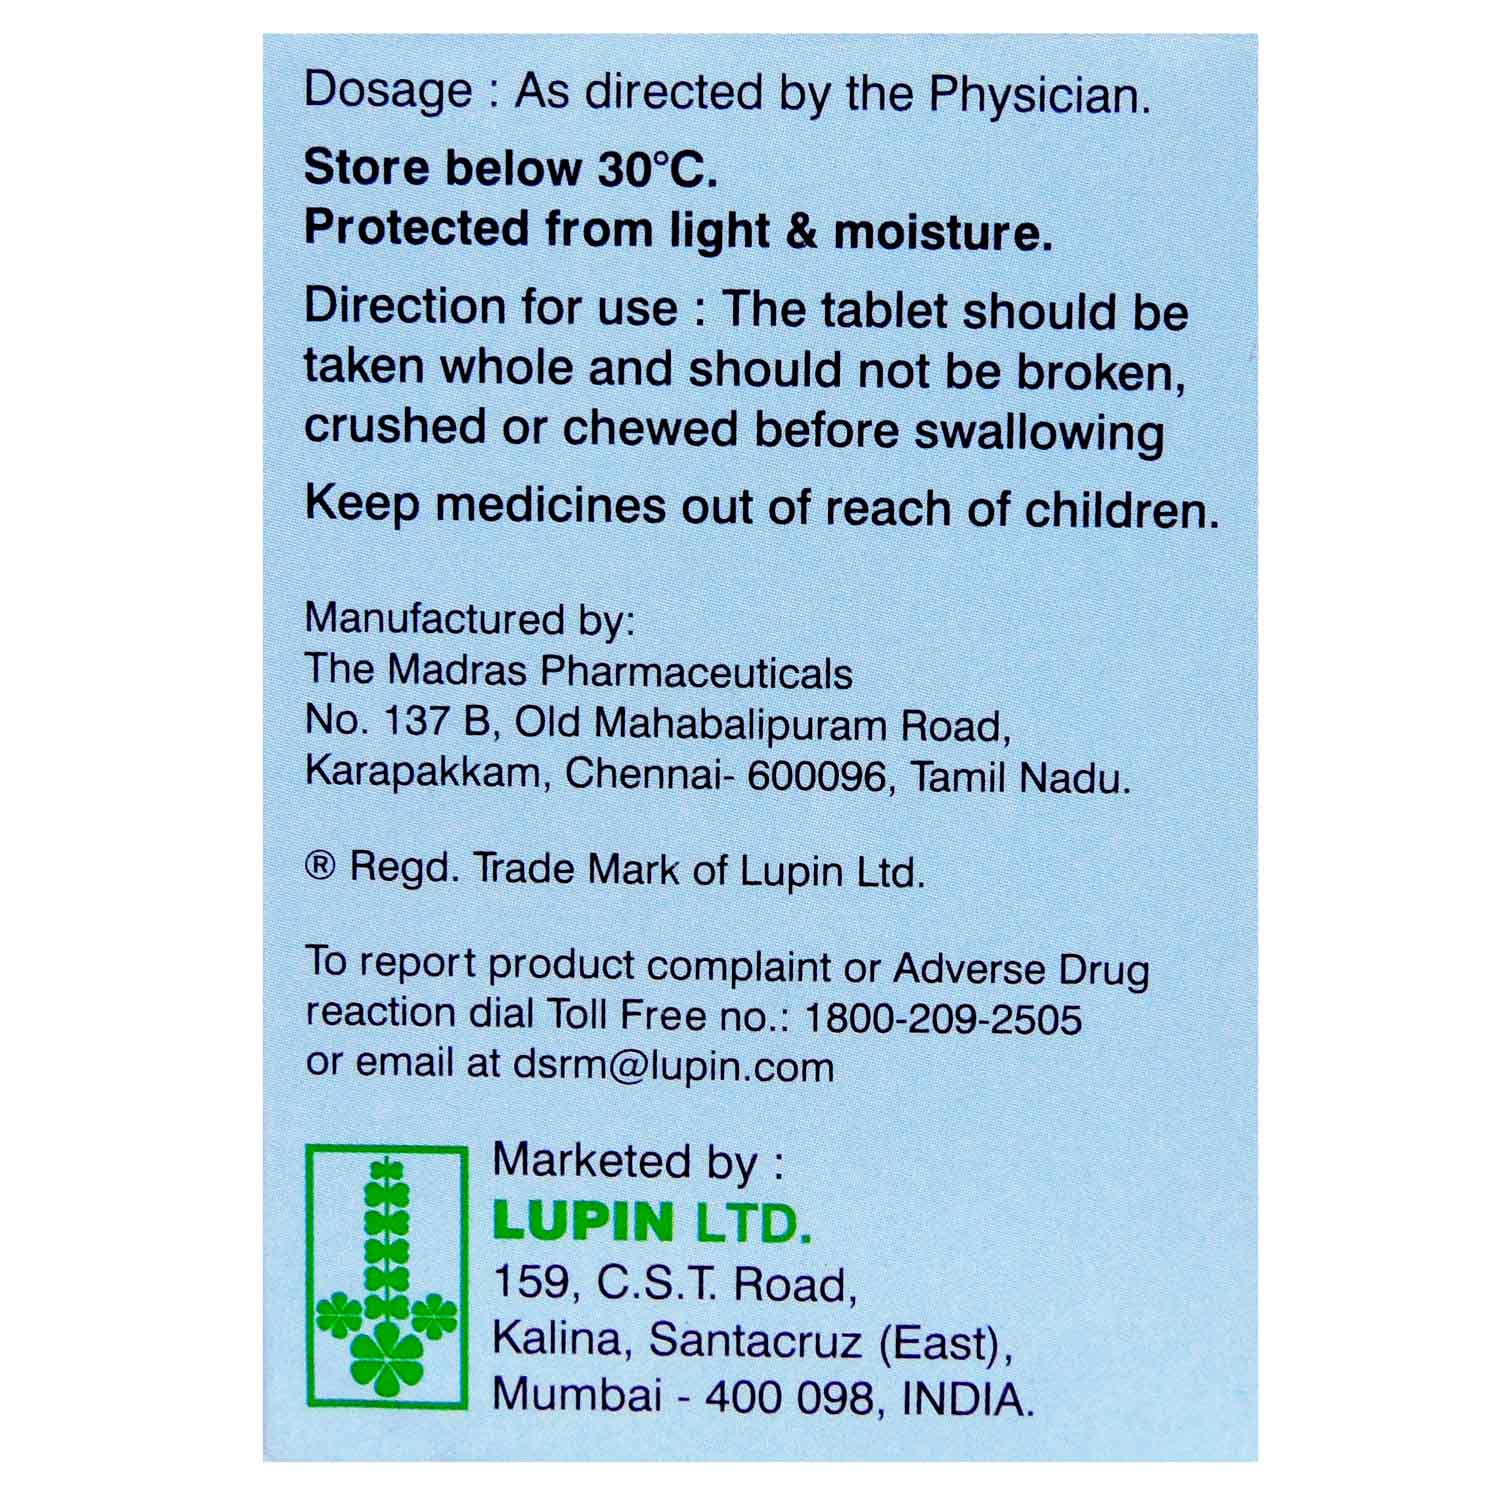 Dosage : As directed by the Physician.
Store below 30°C.
Protected from light & moisture.
Direction for use : The tablet should be
taken whole and should not be broken,
crushed or chewed before swallowing
Keep medicines out of reach of children.
Manufactured by:
The Madras Pharmaceuticals
No. 137 B, Old Mahabalipuram Road,
Karapakkam, Chennai- 600096, Tamil Nadu.
® Regd. Trade Mark of Lupin Ltd.
To report product complaint or Adverse Drug
reaction dial Toll Free no.: 1800-209-2505
or email at dsrm@lupin.com
Marketed by :
LUPIN LTD.
159, C.S.T. Road,
Kalina, Santacruz (East),
Mumbai - 400 098, INDIA.